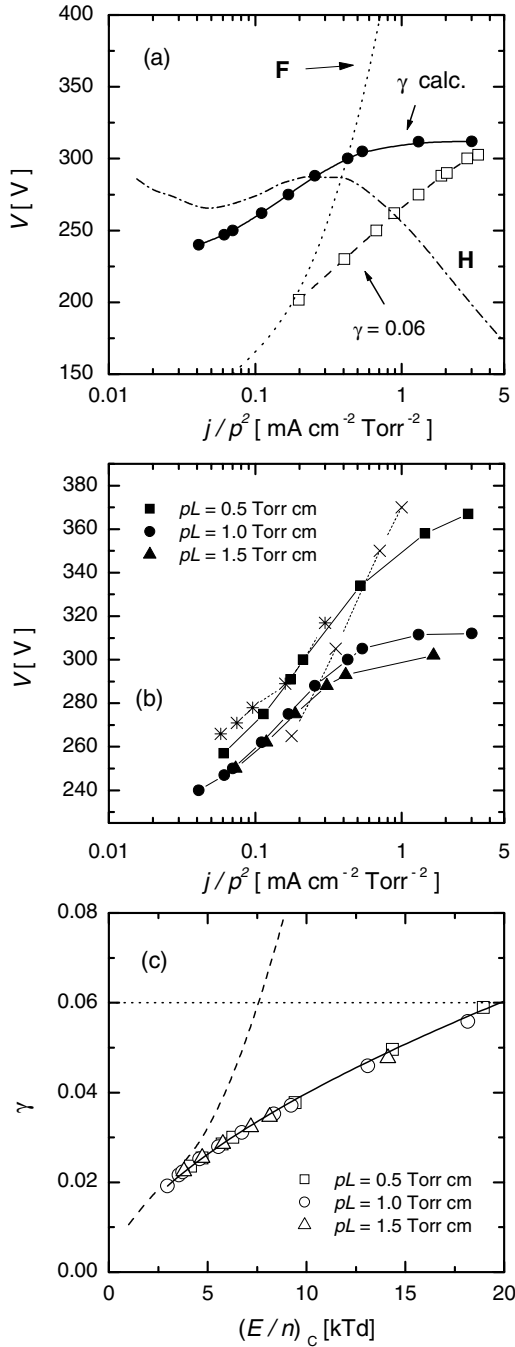 400
350
300
250
200
150
V [ V ]
(a)
F
γ calc.
H
γ = 0.06
0.01
0.1
1
5
j / p² [ mA cm⁻² Torr⁻² ]
380
360
340
320
300
280
260
240
V [ V ]
pL = 0.5 Torr cm
pL = 1.0 Torr cm
pL = 1.5 Torr cm
(b)
0.01
0.1
1
5
j / p² [ mA cm⁻² Torr⁻² ]
0.08
0.06
0.04
0.02
0.00
γ
(c)
pL = 0.5 Torr cm
pL = 1.0 Torr cm
pL = 1.5 Torr cm
0
5
10
15
20
(E / n)_C [kTd]